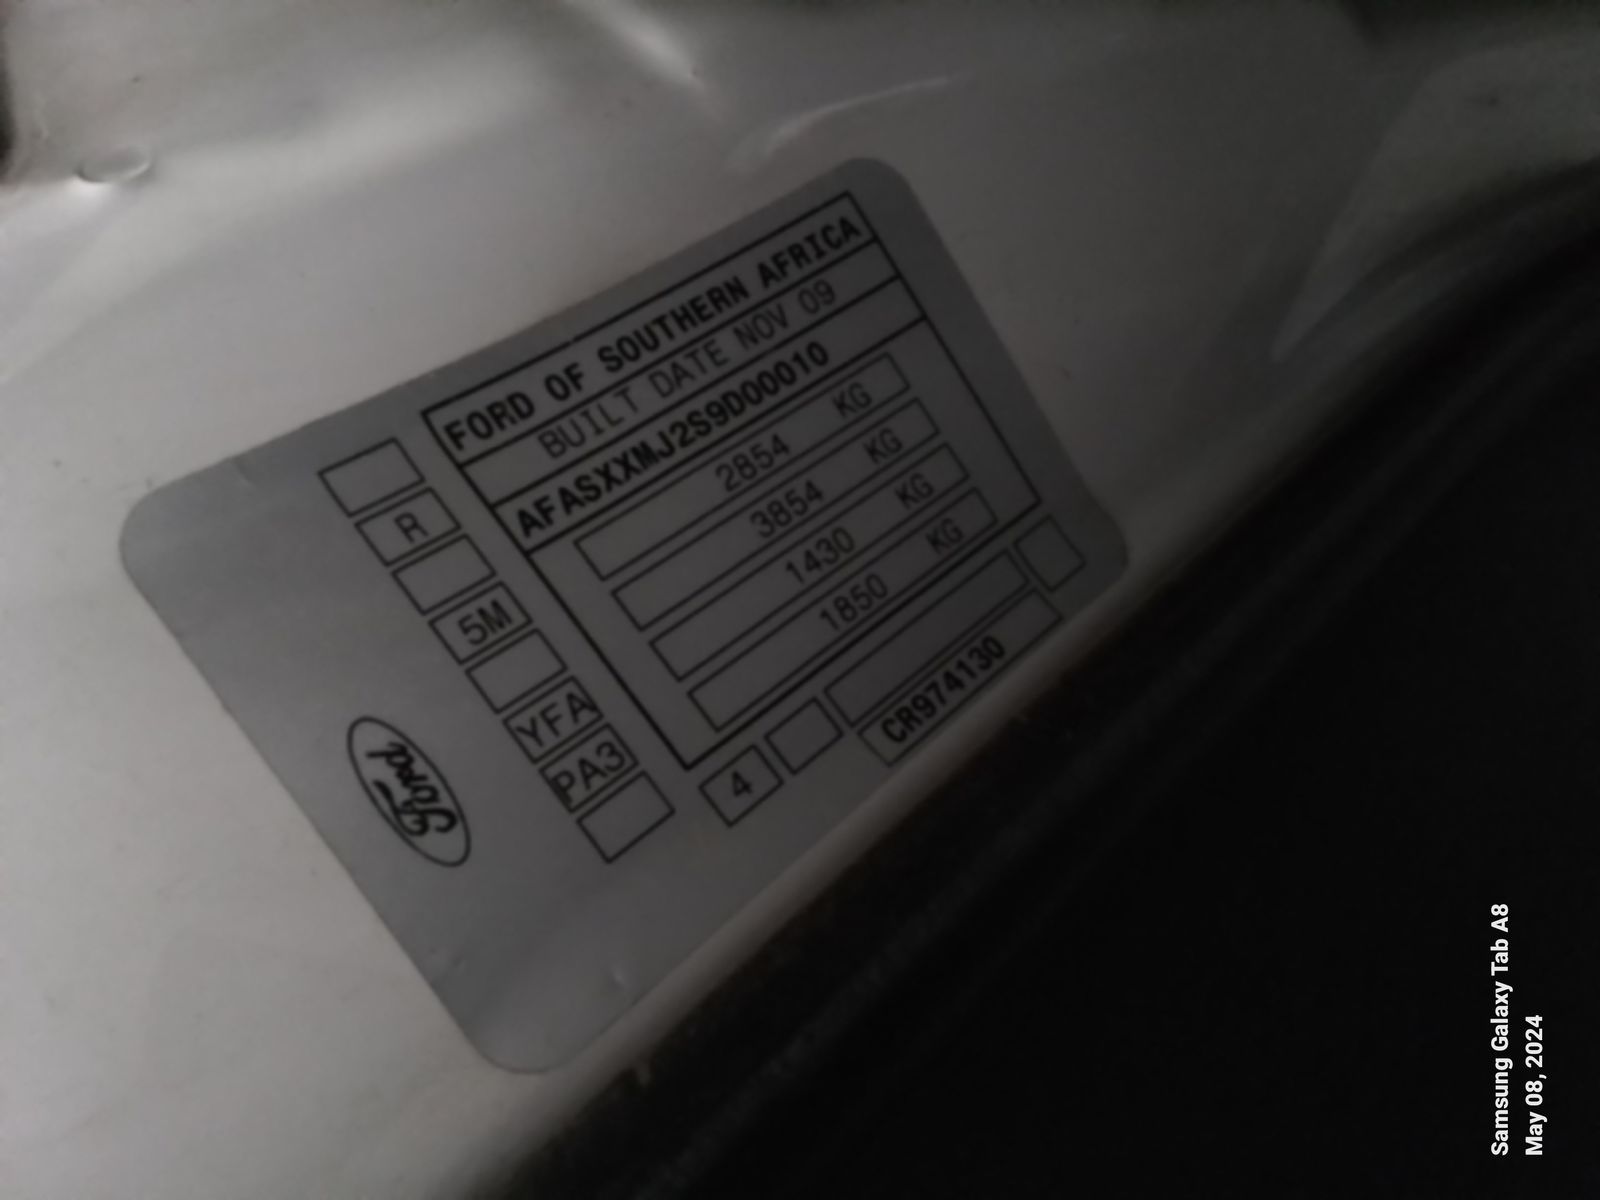 FORD OF SOUTHERN AFRICA
BUILT DATE NOV 09
AFASXXMJ2S9D00010
2854 KG
3854 KG
1430 KG
1850 KG
R
5M
YFA
PA3
4
CR974130
Ford
Samsung Galaxy Tab A8
May 08, 2024